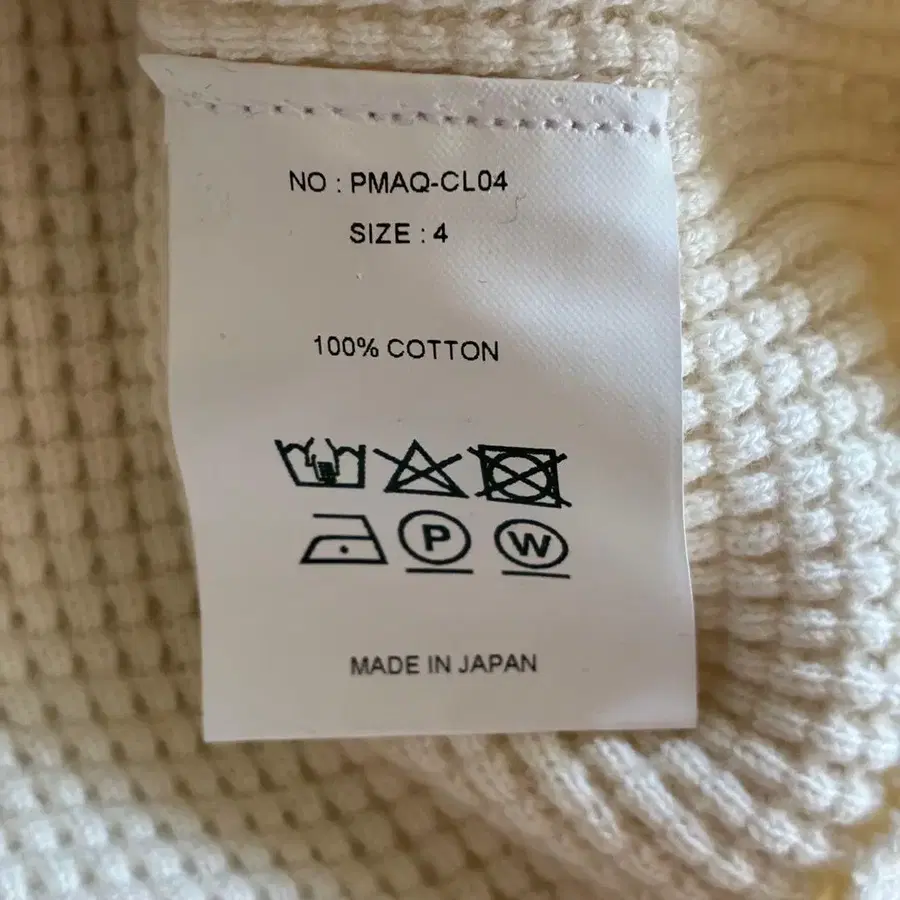 NO : PMAQ-CL04
SIZE : 4
100% COTTON
P W
MADE IN JAPAN